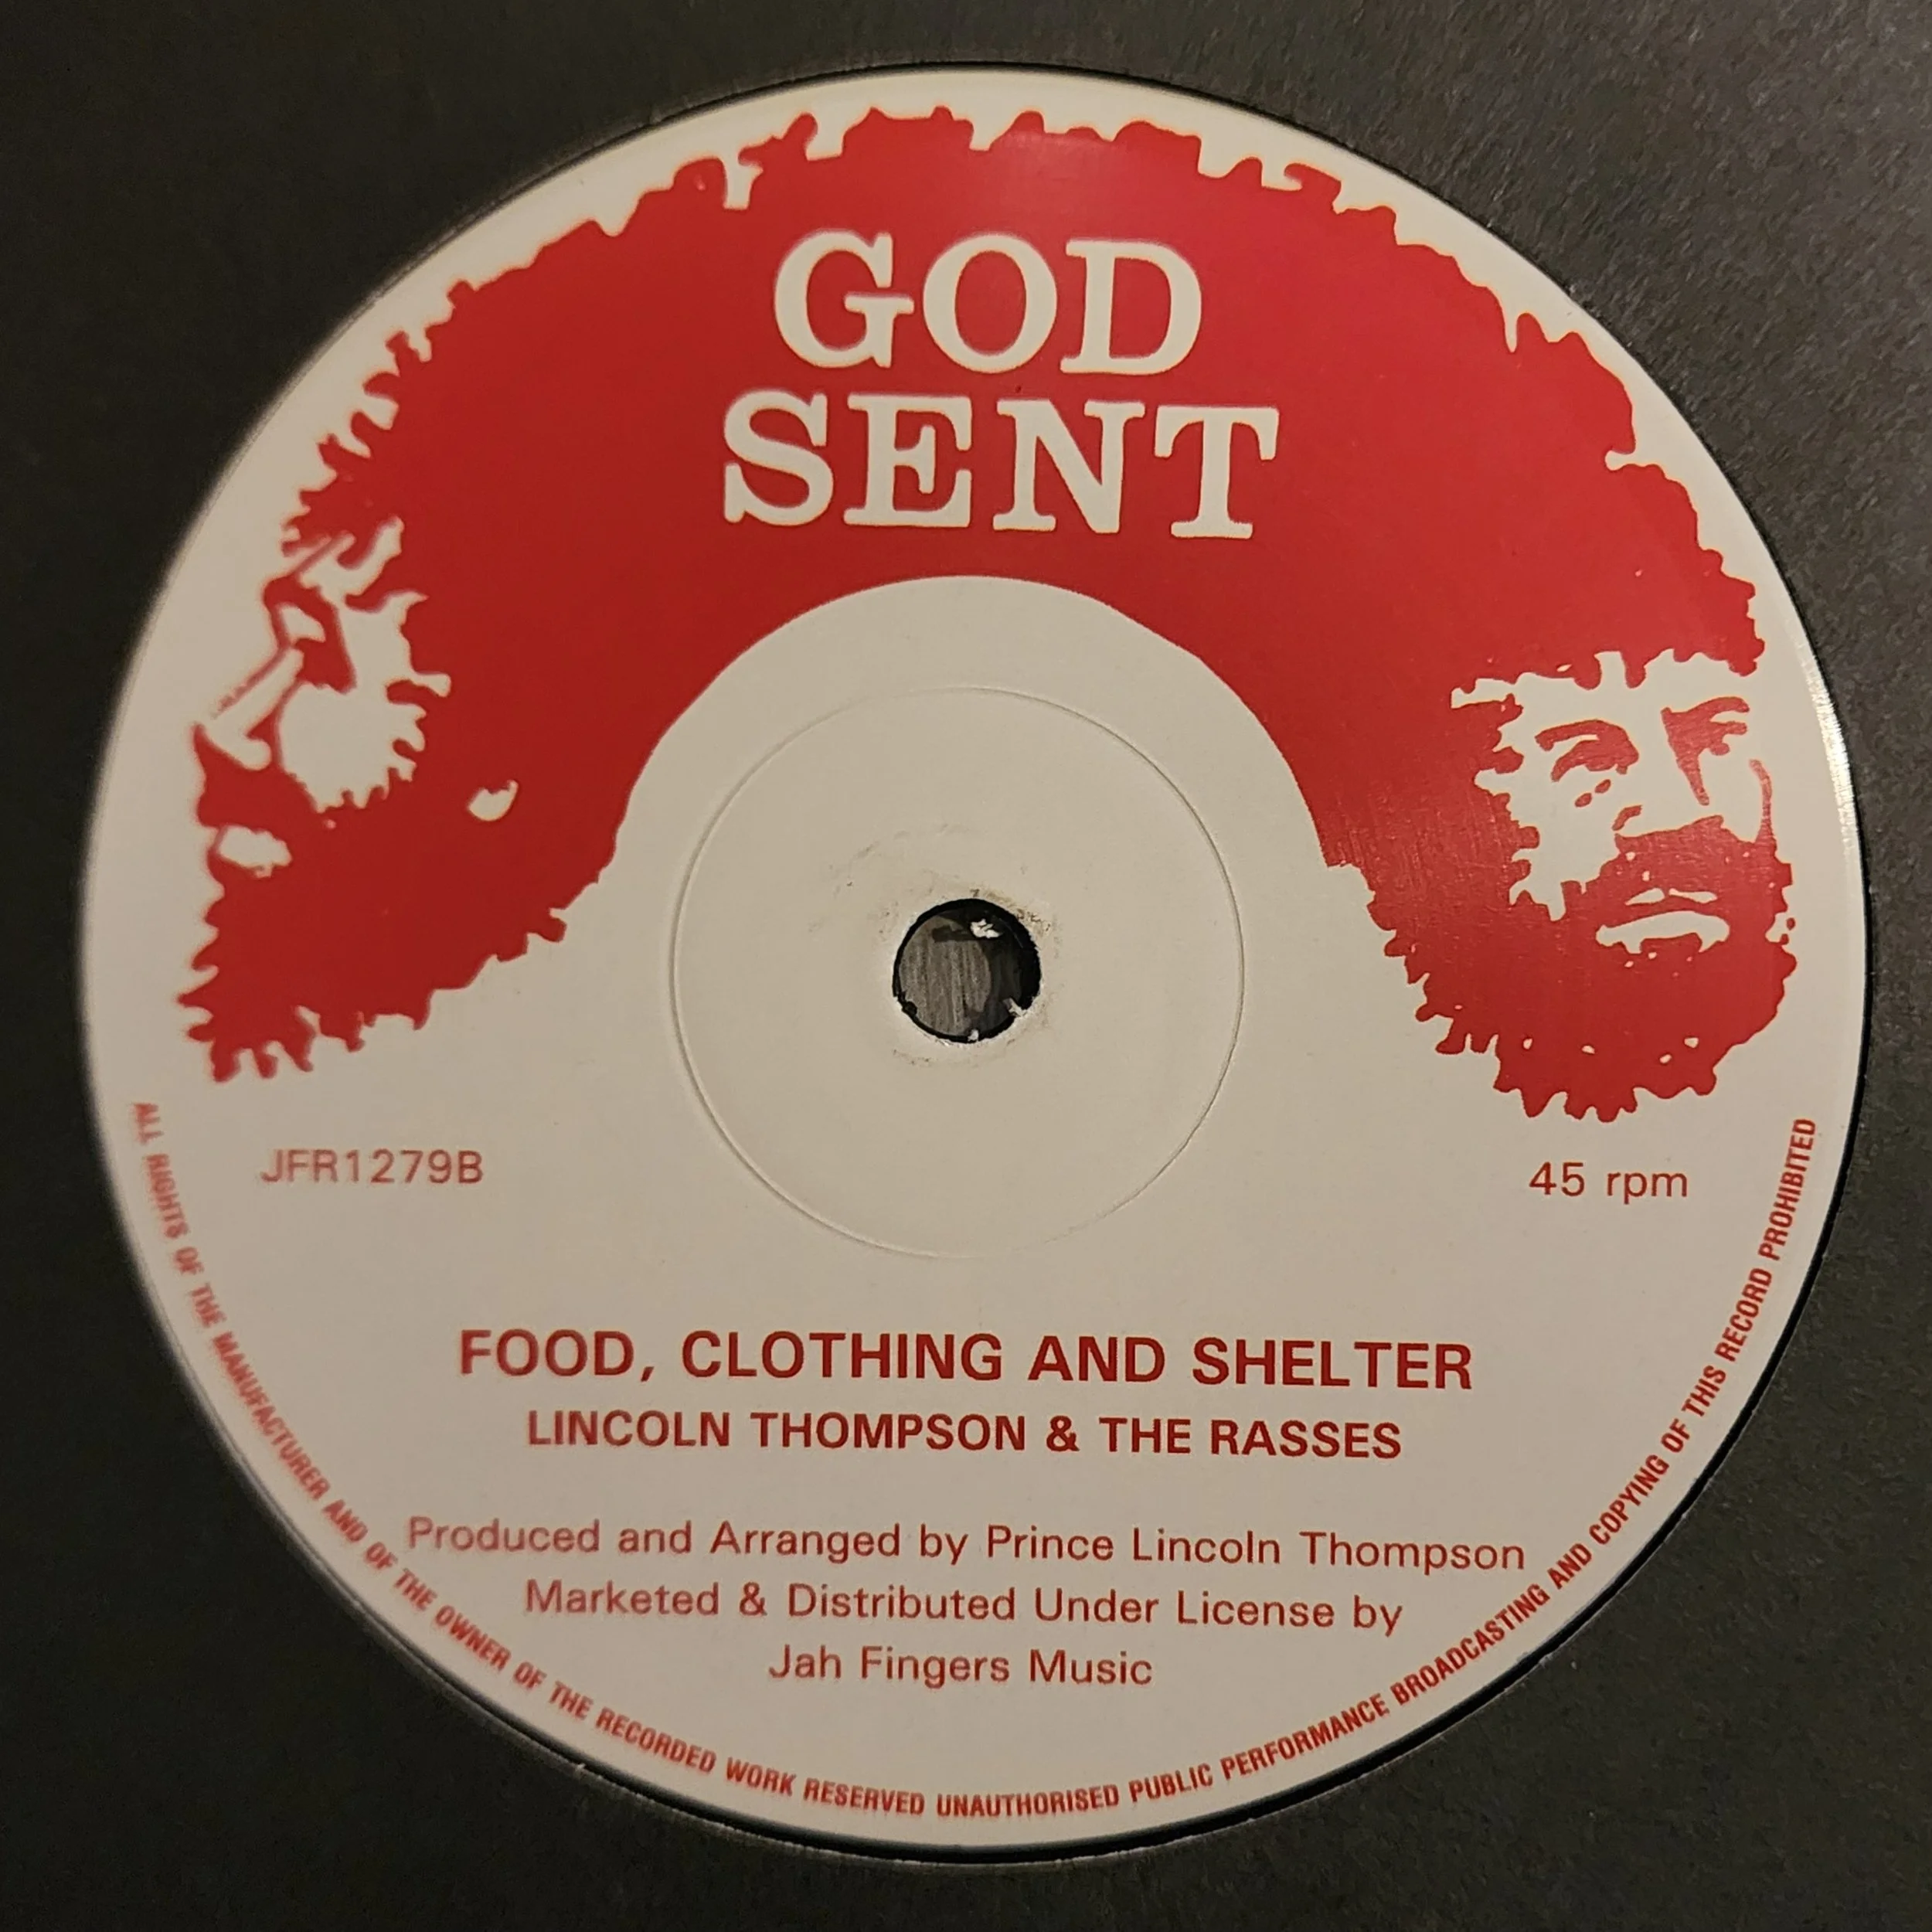 GOD
SENT
JFR1279B
45 rpm
FOOD, CLOTHING AND SHELTER
LINCOLN THOMPSON & THE RASSES
Produced and Arranged by Prince Lincoln Thompson
Marketed & Distributed Under License by
Jah Fingers Music
ALL RIGHTS OF THE MANUFACTURER AND OF THE OWNER OF THE RECORDED WORK RESERVED UNAUTHORISED PUBLIC PERFORMANCE BROADCASTING AND COPYING OF THIS RECORD PROHIBITED